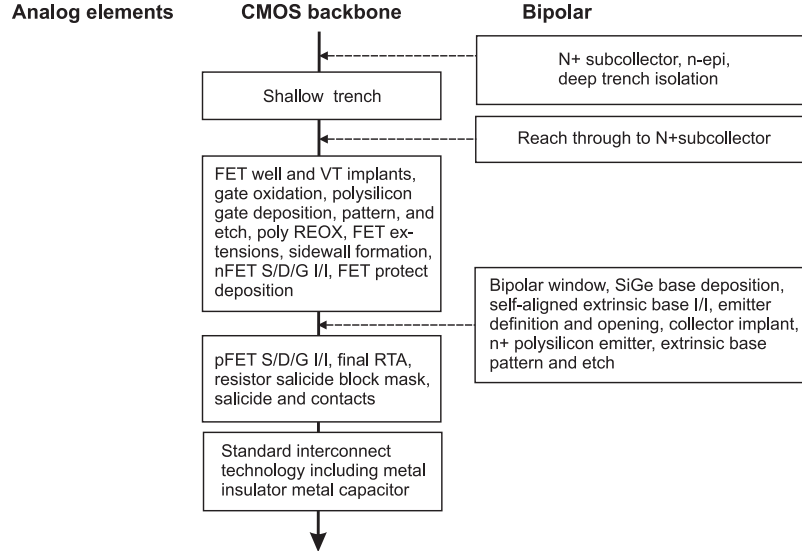 Analog elements
CMOS backbone
Bipolar
N+ subcollector, n-epi,
deep trench isolation
Shallow trench
Reach through to N+subcollector
FET well and VT implants,
gate oxidation, polysilicon
gate deposition, pattern, and
etch, poly REOX, FET ex-
tensions, sidewall formation,
nFET S/D/G I/I, FET protect
deposition
Bipolar window, SiGe base deposition,
self-aligned extrinsic base I/I, emitter
definition and opening, collector implant,
n+ polysilicon emitter, extrinsic base
pattern and etch
pFET S/D/G I/I, final RTA,
resistor salicide block mask,
salicide and contacts
Standard interconnect
technology including metal
insulator metal capacitor